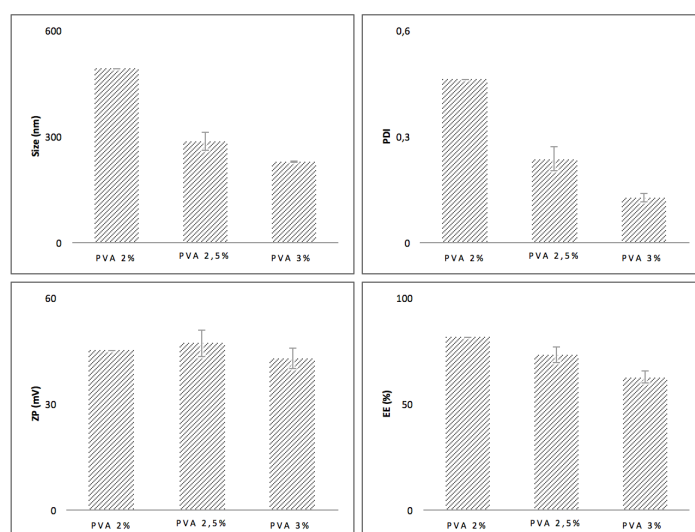 600
300
0
Size (nm)
PVA 2%
PVA 2,5%
PVA 3%
0,6
0,3
0
PDI
PVA 2%
PVA 2,5%
PVA 3%
60
30
0
ZP (mV)
PVA 2%
PVA 2,5%
PVA 3%
100
50
0
EE (%)
PVA 2%
PVA 2,5%
PVA 3%